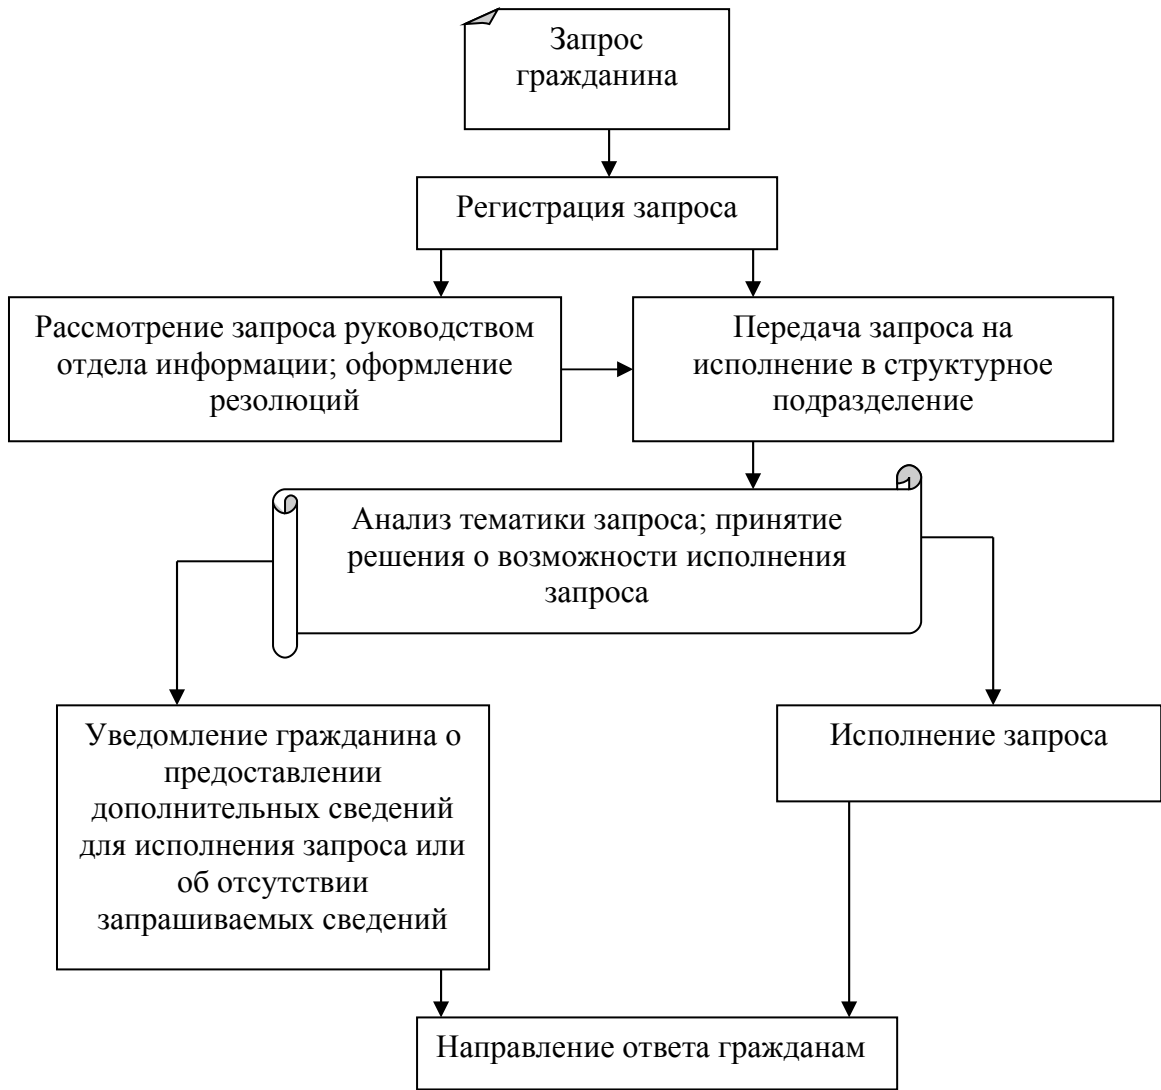 Запрос
гражданина
Регистрация запроса
Рассмотрение запроса руководством
отдела информации; оформление
резолюций
Передача запроса на
исполнение в структурное
подразделение
Анализ тематики запроса; принятие
решения о возможности исполнения
запроса
Уведомление гражданина о
предоставлении
дополнительных сведений
для исполнения запроса или
об отсутствии
запрашиваемых сведений
Исполнение запроса
Направление ответа гражданам